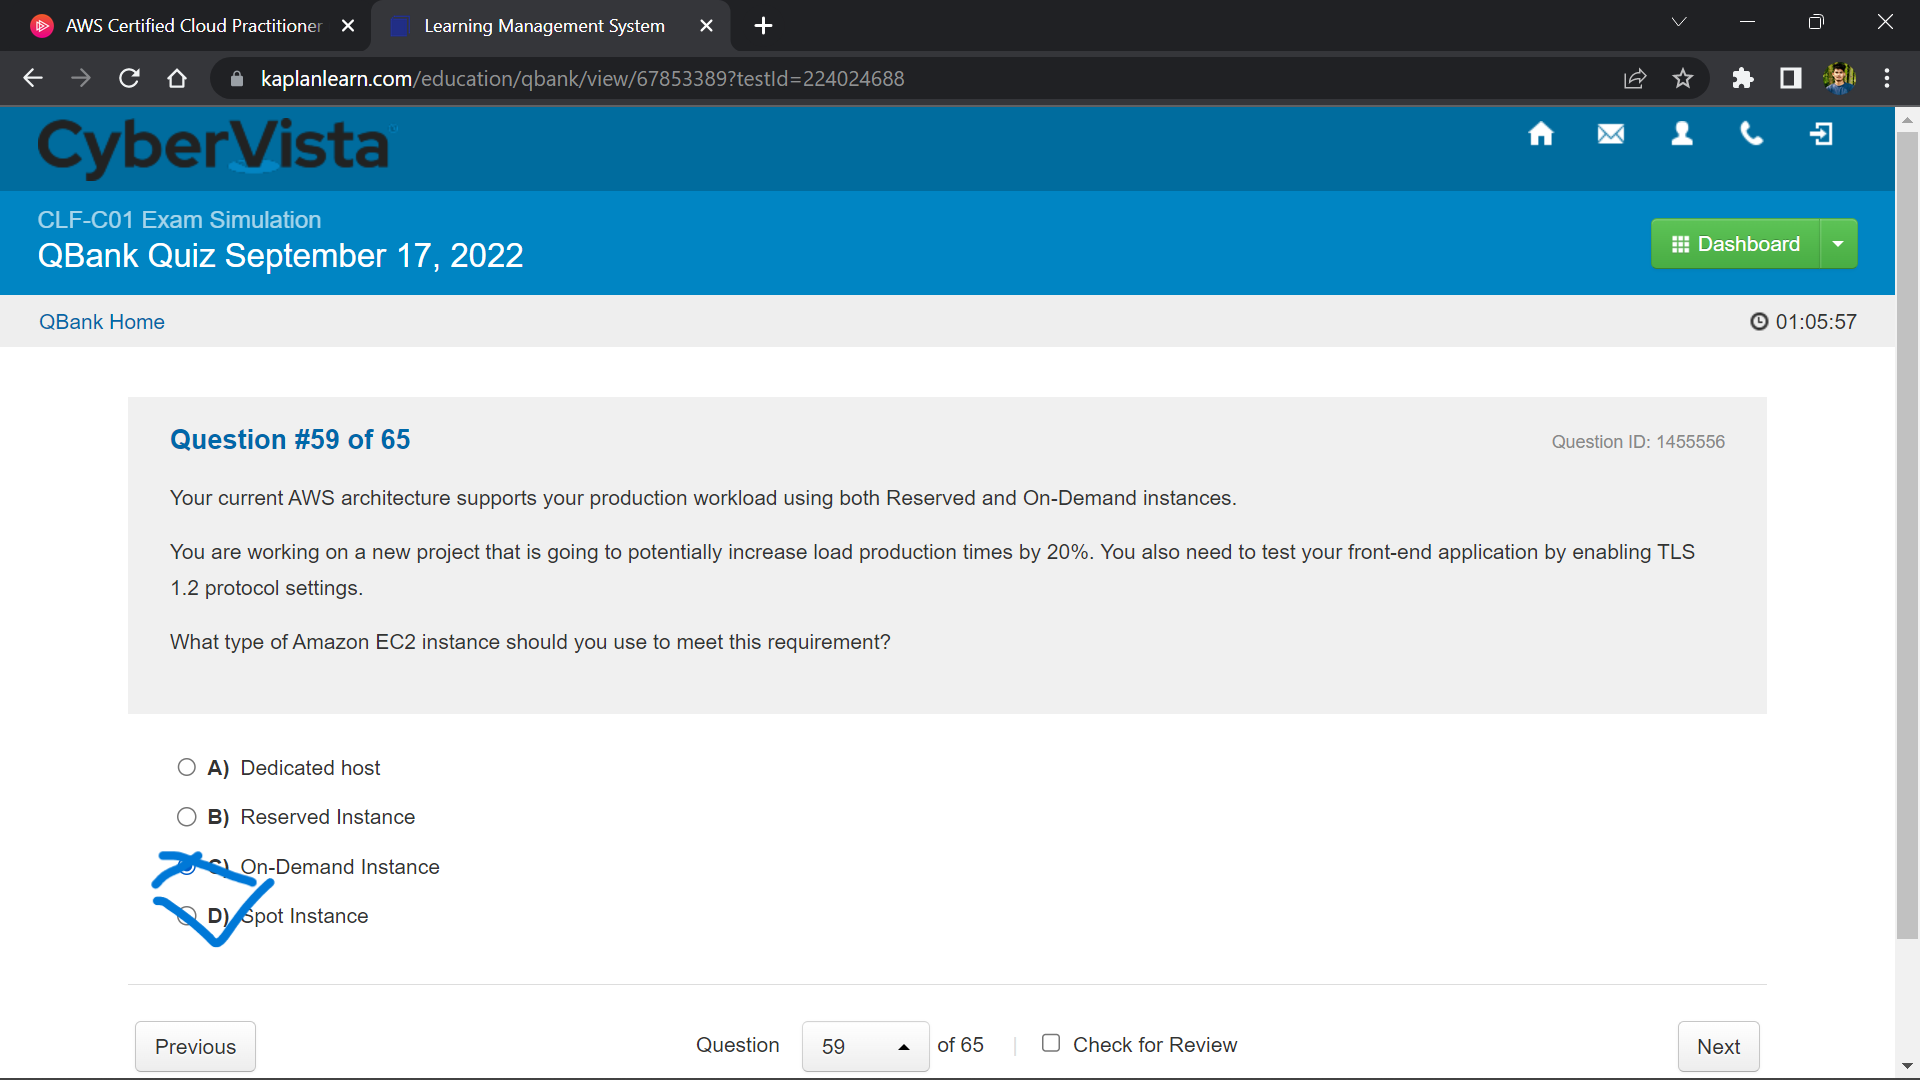 AWS Certified Cloud Practitioner
Learning Management System
kaplanlearn.com/education/qbank/view/67853389?testId=224024688
CyberVista
CLF-C01 Exam Simulation
QBank Quiz September 17, 2022
Dashboard
QBank Home
01:05:57
Question #59 of 65
Question ID: 1455556
Your current AWS architecture supports your production workload using both Reserved and On-Demand instances.
You are working on a new project that is going to potentially increase load production times by 20%. You also need to test your front-end application by enabling TLS
1.2 protocol settings.
What type of Amazon EC2 instance should you use to meet this requirement?
A) Dedicated host
B) Reserved Instance
C) On-Demand Instance
D) Spot Instance
Previous
Question 59 of 65 | Check for Review
Next